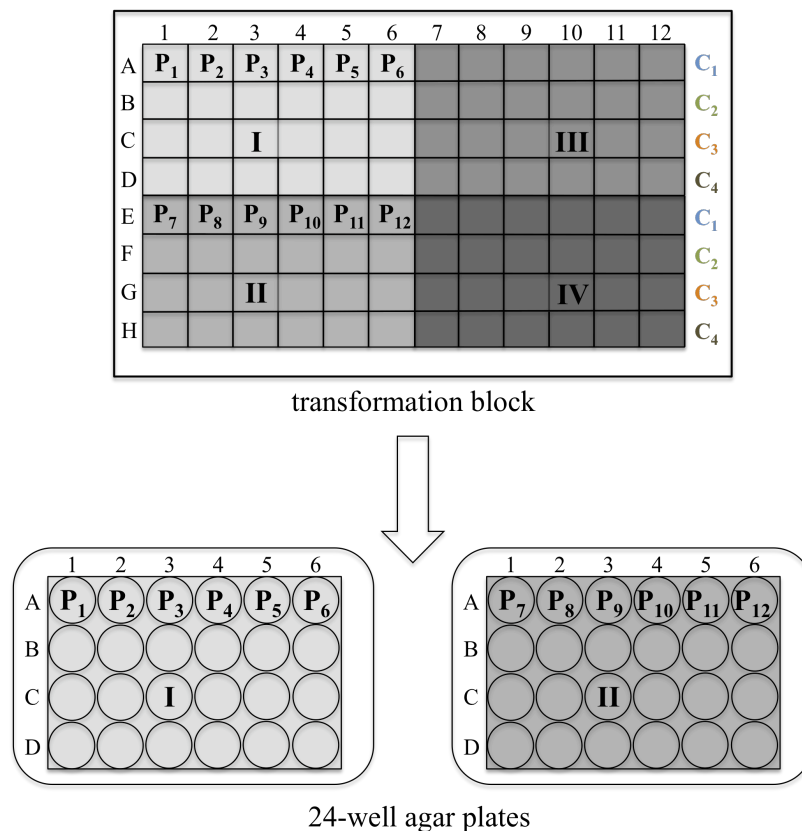 1 2 3 4 5 6 7 8 9 10 11 12
A P₁ P₂ P₃ P₄ P₅ P₆ C₁
B C₂
C I III C₃
D C₄
E P₇ P₈ P₉ P₁₀ P₁₁ P₁₂ C₁
F C₂
G II IV C₃
H C₄
transformation block
1 2 3 4 5 6
A P₁ P₂ P₃ P₄ P₅ P₆
B
C I
D
1 2 3 4 5 6
A P₇ P₈ P₉ P₁₀ P₁₁ P₁₂
B
C II
D
24-well agar plates